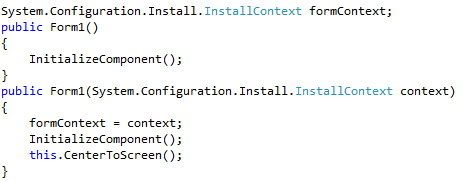 System.Configuration.Install.InstallContext formContext;
public Form1()
{
    InitializeComponent();
}
public Form1(System.Configuration.Install.InstallContext context)
{
    formContext = context;
    InitializeComponent();
    this.CenterToScreen();
}